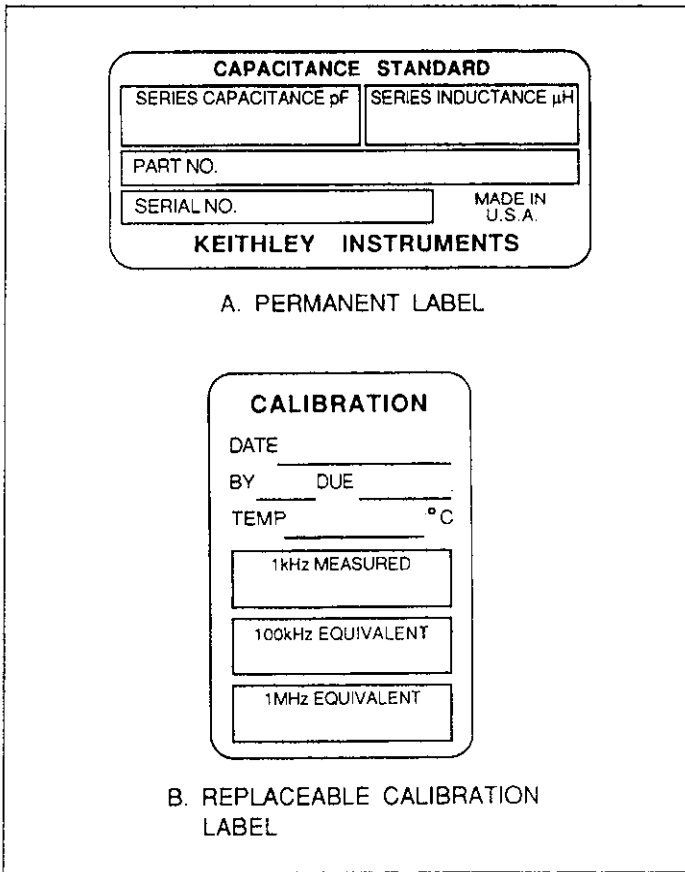 CAPACITANCE STANDARD
SERIES CAPACITANCE pF
SERIES INDUCTANCE µH
PART NO.
SERIAL NO.
MADE IN
U.S.A.
KEITHLEY INSTRUMENTS
A. PERMANENT LABEL
CALIBRATION
DATE
BY DUE
TEMP °C
1kHz MEASURED
100kHz EQUIVALENT
1MHz EQUIVALENT
B. REPLACEABLE CALIBRATION
LABEL